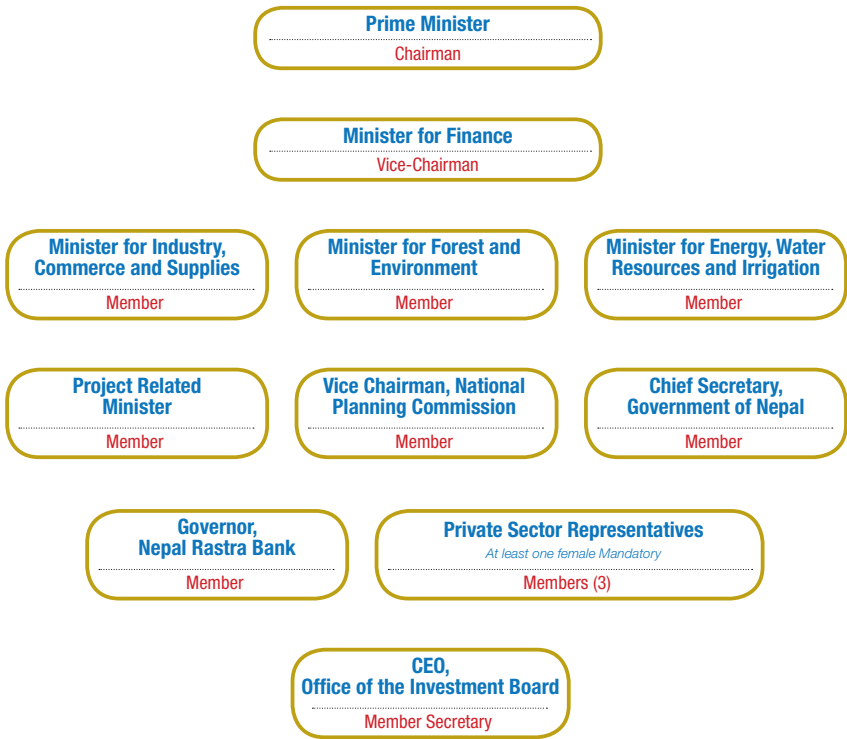 Prime Minister
Chairman
Minister for Finance
Vice-Chairman
Minister for Industry,
Commerce and Supplies
Member
Minister for Forest and
Environment
Member
Minister for Energy, Water
Resources and Irrigation
Member
Project Related
Minister
Member
Vice Chairman, National
Planning Commission
Member
Chief Secretary,
Government of Nepal
Member
Governor,
Nepal Rastra Bank
Member
Private Sector Representatives
At least one female Mandatory
Members (3)
CEO,
Office of the Investment Board
Member Secretary